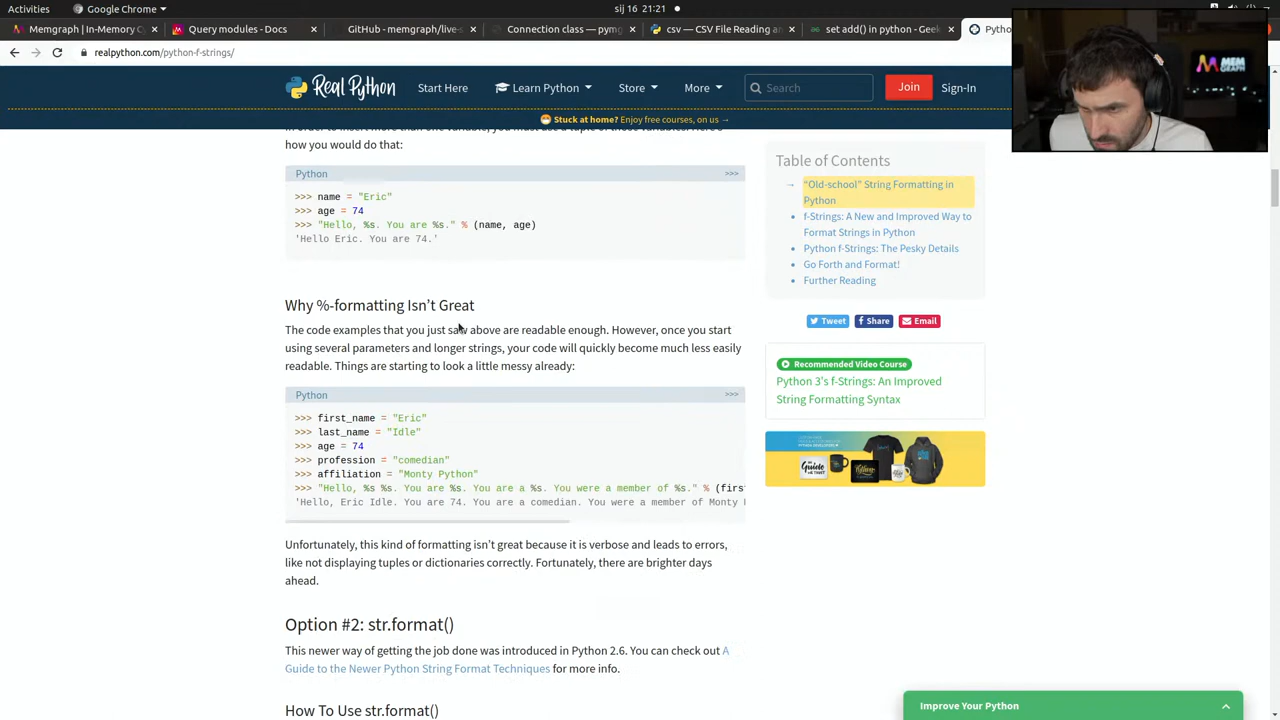 Activities
Google Chrome
sij 16 21:21
Memgraph | In-Memory Cy
Query modules - Docs
GitHub - memgraph/live-s
Connection class — pymg
csv — CSV File Reading an
set add() in python - Geek
Pytho
realpython.com/python-f-strings/
Real Python
Start Here
Learn Python
Store
More
Search
Join
Sign-In
Stuck at home? Enjoy free courses, on us →
how you would do that:
Python
>>>
>>> name = "Eric"
>>> age = 74
>>> "Hello, %s. You are %s." % (name, age)
'Hello Eric. You are 74.'
Why %-formatting Isn't Great
The code examples that you just saw above are readable enough. However, once you start
using several parameters and longer strings, your code will quickly become much less easily
readable. Things are starting to look a little messy already:
Python
>>>
>>> first_name = "Eric"
>>> last_name = "Idle"
>>> age = 74
>>> profession = "comedian"
>>> affiliation = "Monty Python"
>>> "Hello, %s %s. You are %s. You are a %s. You were a member of %s." % (first
'Hello, Eric Idle. You are 74. You are a comedian. You were a member of Monty
Unfortunately, this kind of formatting isn't great because it is verbose and leads to errors,
like not displaying tuples or dictionaries correctly. Fortunately, there are brighter days
ahead.
Option #2: str.format()
This newer way of getting the job done was introduced in Python 2.6. You can check out A
Guide to the Newer Python String Format Techniques for more info.
How To Use str.format()
Table of Contents
→ "Old-school" String Formatting in
Python
• f-Strings: A New and Improved Way to
Format Strings in Python
• Python f-Strings: The Pesky Details
• Go Forth and Format!
• Further Reading
Tweet
Share
Email
Recommended Video Course
Python 3's f-Strings: An Improved
String Formatting Syntax
Improve Your Python
MEM
GRAPH